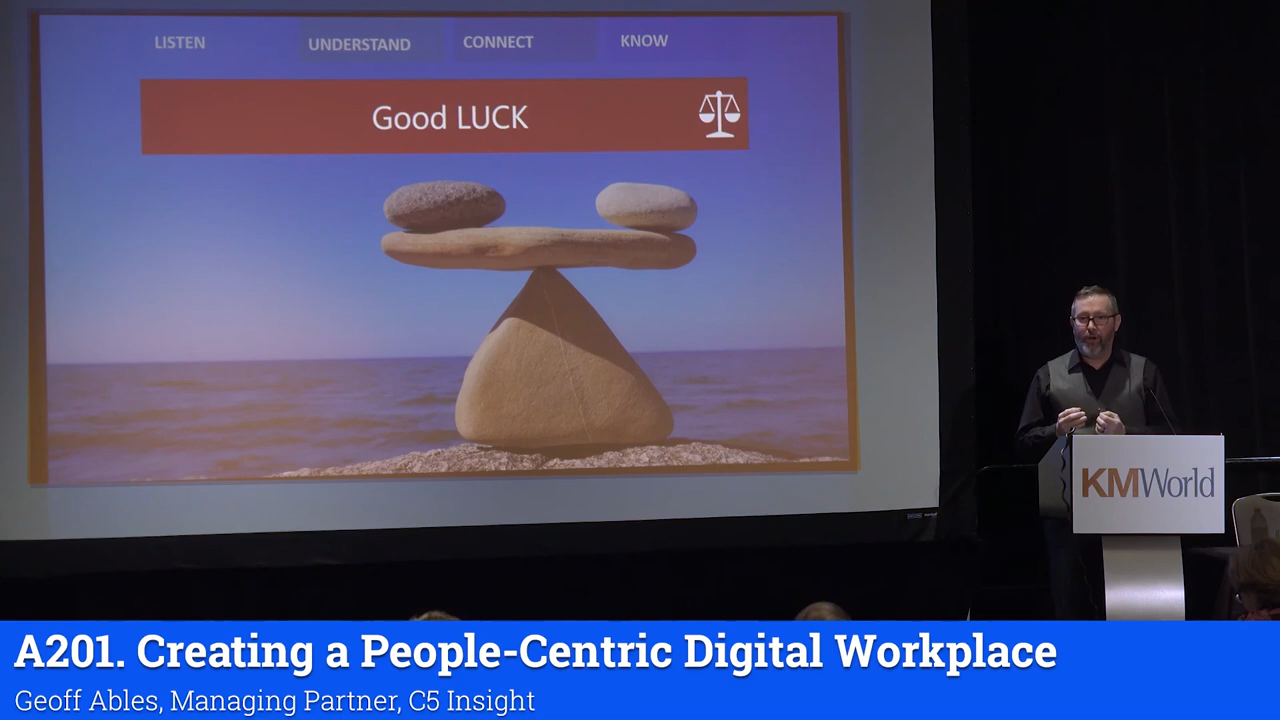 LISTEN
UNDERSTAND
CONNECT
KNOW
Good LUCK
KMWorld
A201. Creating a People-Centric Digital Workplace
Geoff Ables, Managing Partner, C5 Insight